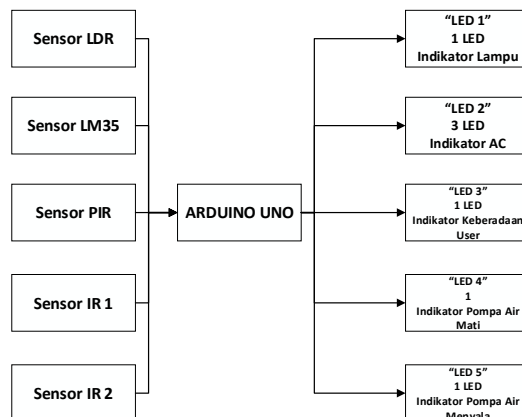 Sensor LDR
Sensor LM35
Sensor PIR
Sensor IR 1
Sensor IR 2
ARDUINO UNO
“LED 1”
1 LED
Indikator Lampu
“LED 2”
3 LED
Indikator AC
“LED 3”
1 LED
Indikator Keberadaan
User
“LED 4”
1
Indikator Pompa Air
Mati
“LED 5”
1 LED
Indikator Pompa Air
Menyala